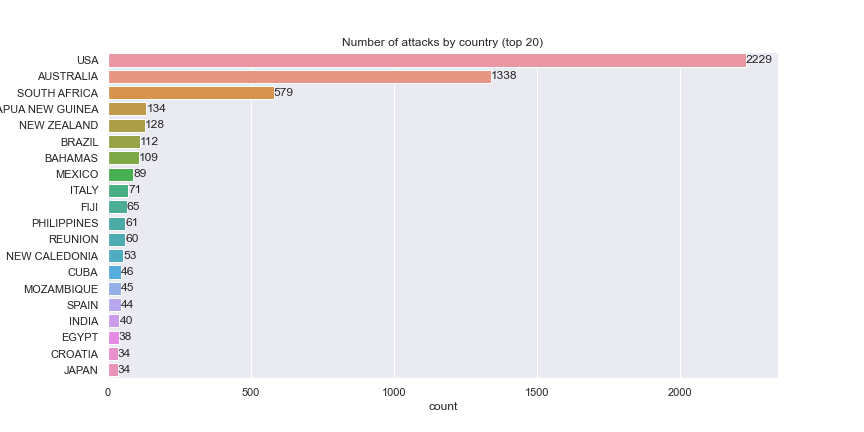 Number of attacks by country (top 20)
USA 2229
AUSTRALIA 1338
SOUTH AFRICA 579
APUA NEW GUINEA 134
NEW ZEALAND 128
BRAZIL 112
BAHAMAS 109
MEXICO 89
ITALY 71
FIJI 65
PHILIPPINES 61
REUNION 60
NEW CALEDONIA 53
CUBA 46
MOZAMBIQUE 45
SPAIN 44
INDIA 40
EGYPT 38
CROATIA 34
JAPAN 34
0 500 1000 1500 2000
count